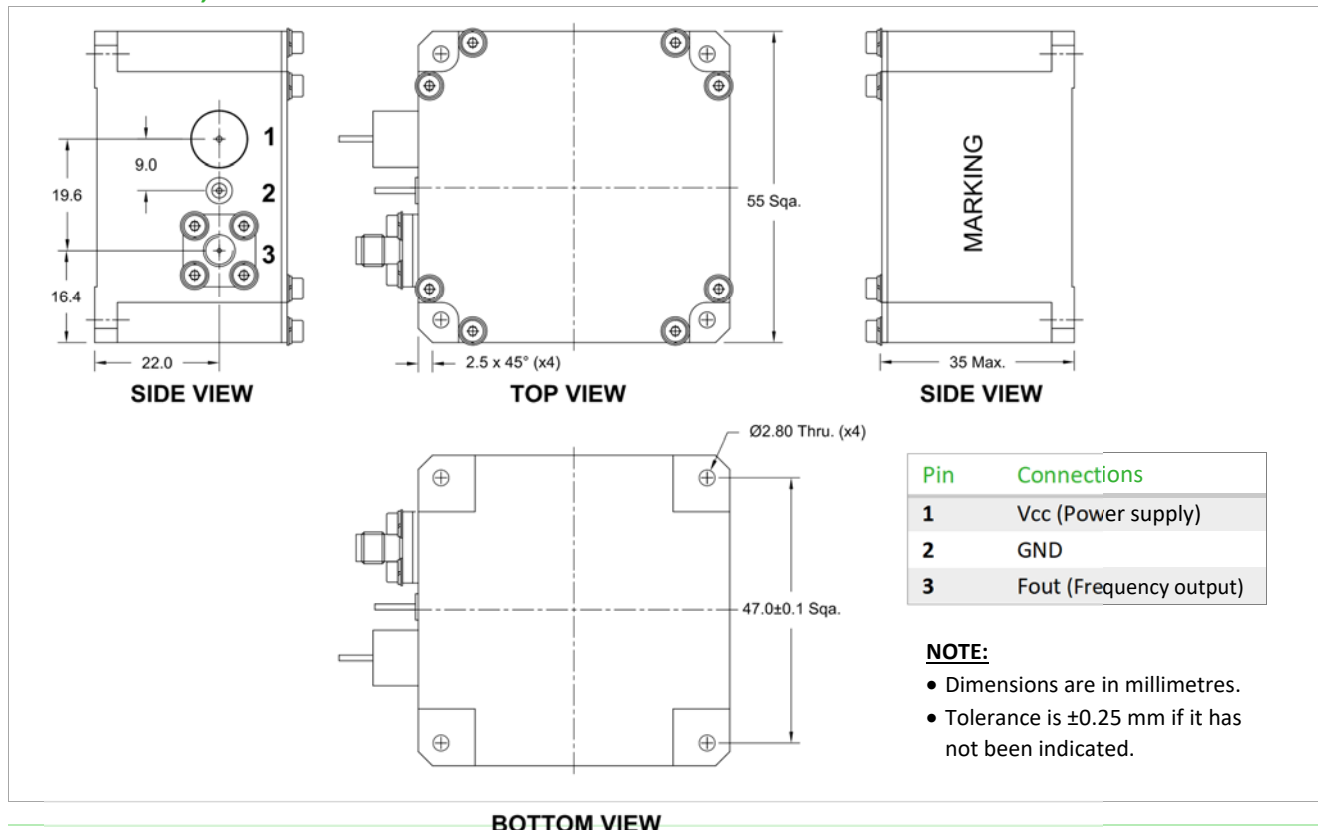 1
9.0
19.6
2
3
16.4
22.0
SIDE VIEW
55 Sqa.
2.5 x 45° (x4)
TOP VIEW
MARKING
35 Max.
SIDE VIEW
Ø2.80 Thru. (x4)
47.0±0.1 Sqa.
Pin Connections
1 Vcc (Power supply)
2 GND
3 Fout (Frequency output)
NOTE:
• Dimensions are in millimetres.
• Tolerance is ±0.25 mm if it has
not been indicated.
BOTTOM VIEW